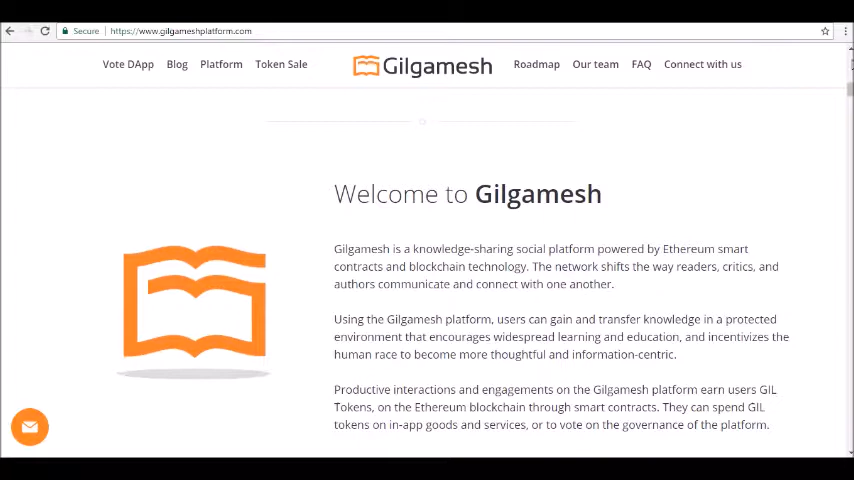 Secure https://www.gilgameshplatform.com
Vote DApp Blog Platform Token Sale Gilgamesh Roadmap Our team FAQ Connect with us
Welcome to Gilgamesh
Gilgamesh is a knowledge-sharing social platform powered by Ethereum smart
contracts and blockchain technology. The network shifts the way readers, critics, and
authors communicate and connect with one another.
Using the Gilgamesh platform, users can gain and transfer knowledge in a protected
environment that encourages widespread learning and education, and incentivizes the
human race to become more thoughtful and information-centric.
Productive interactions and engagements on the Gilgamesh platform earn users GIL
Tokens, on the Ethereum blockchain through smart contracts. They can spend GIL
tokens on in-app goods and services, or to vote on the governance of the platform.